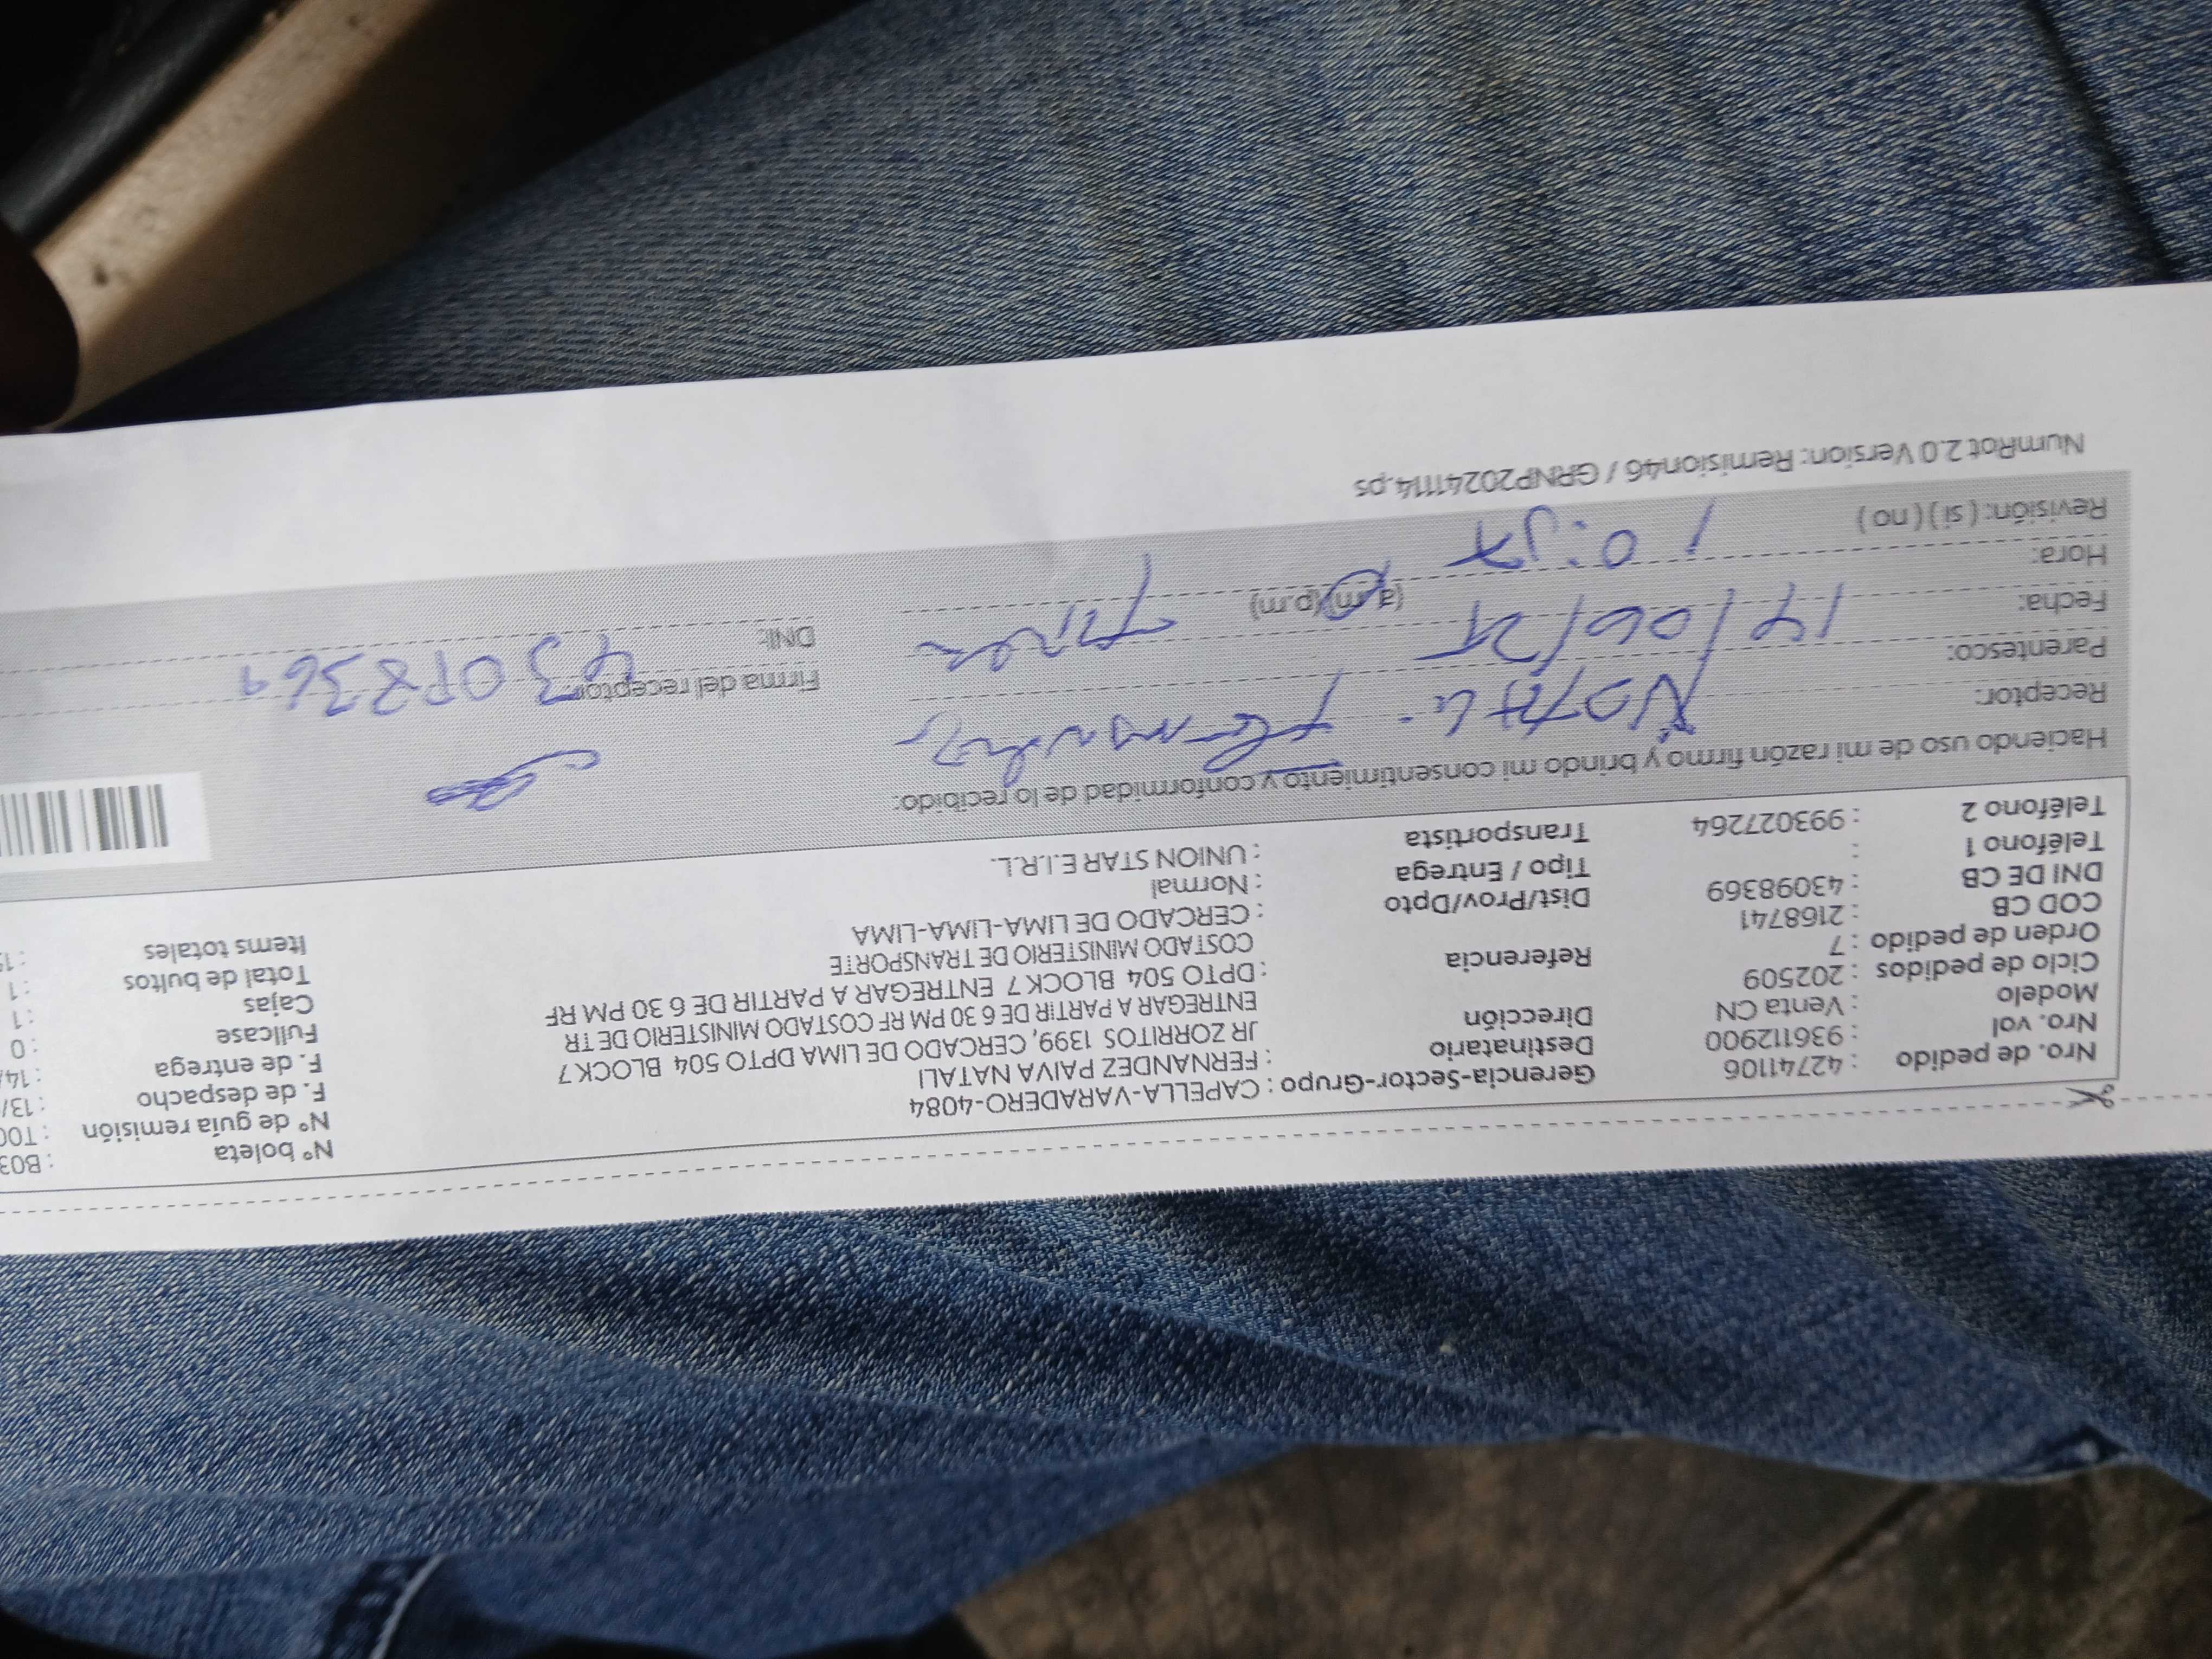 Nro. de pedido : 42741106 Gerencia-Sector-Grupo : CAPELLA-VARADERO-4084 N° boleta : B03
Nro. vol : 936112900 Destinatario : FERNANDEZ PAIVA NATALI N° de guía remisión : T00
Modelo : Venta CN Dirección JR ZORRITOS 1399, CERCADO DE LIMA DPTO 504 BLOCK 7 F. de despacho : 13/
Ciclo de pedidos : 202509 ENTREGAR A PARTIR DE 6 30 PM RF COSTADO MINISTERIO DE TR F. de entrega : 14/
Orden de pedido : 7 Referencia : DPTO 504 BLOCK 7 ENTREGAR A PARTIR DE 6 30 PM RF Fullcase : 0
COD CB : 2168741 COSTADO MINISTERIO DE TRANSPORTE Cajas : 1
DNI DE CB : 43098369 Dist/Prov/Dpto : CERCADO DE LIMA-LIMA-LIMA Total de bultos : 1
Teléfono 1 : Tipo / Entrega : Normal Items totales : 1
Teléfono 2 : 993027264 Transportista : UNION STAR E.I.R.L.
Haciendo uso de mi razón firmo y brindo mi consentimiento y conformidad de lo recibido:
Receptor: NATALI Fernandez
Parentesco: Firma del receptor:
Fecha: 14/06/25 DNI: 43098369
Hora: 10:57 (a.m) (p.m)
Revisión: ( si ) ( no )
NumRot 2.0 Version: Remision46 / GRNP20241114.ps